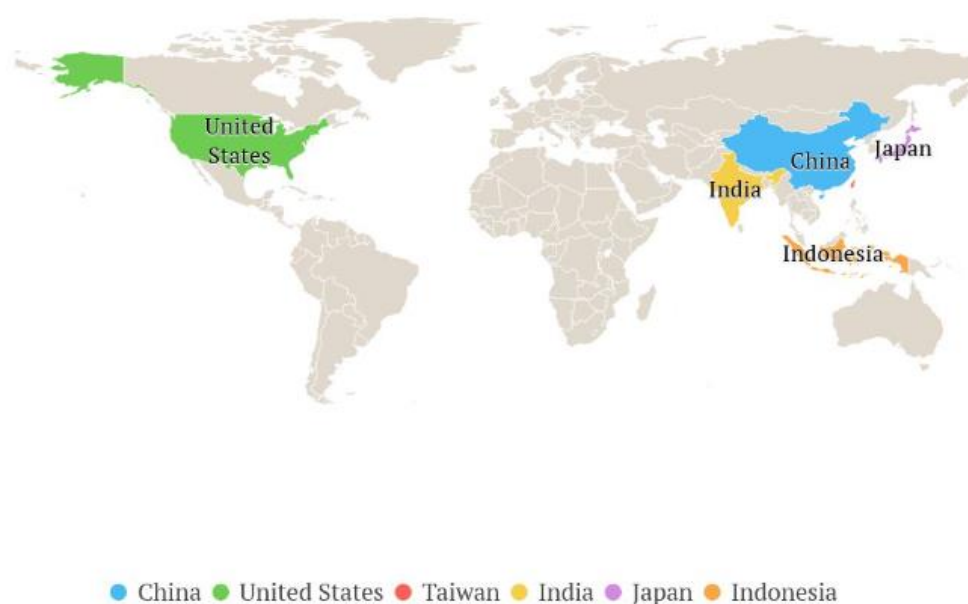 United
States
China
Japan
India
Indonesia
China United States Taiwan India Japan Indonesia